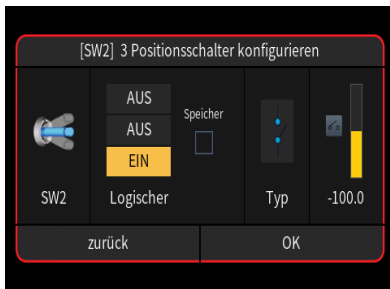 [SW2] 3 Positionsschalter konfigurieren
AUS
AUS
EIN
Speicher
SW2
Logischer
Typ
-100.0
zurück
OK